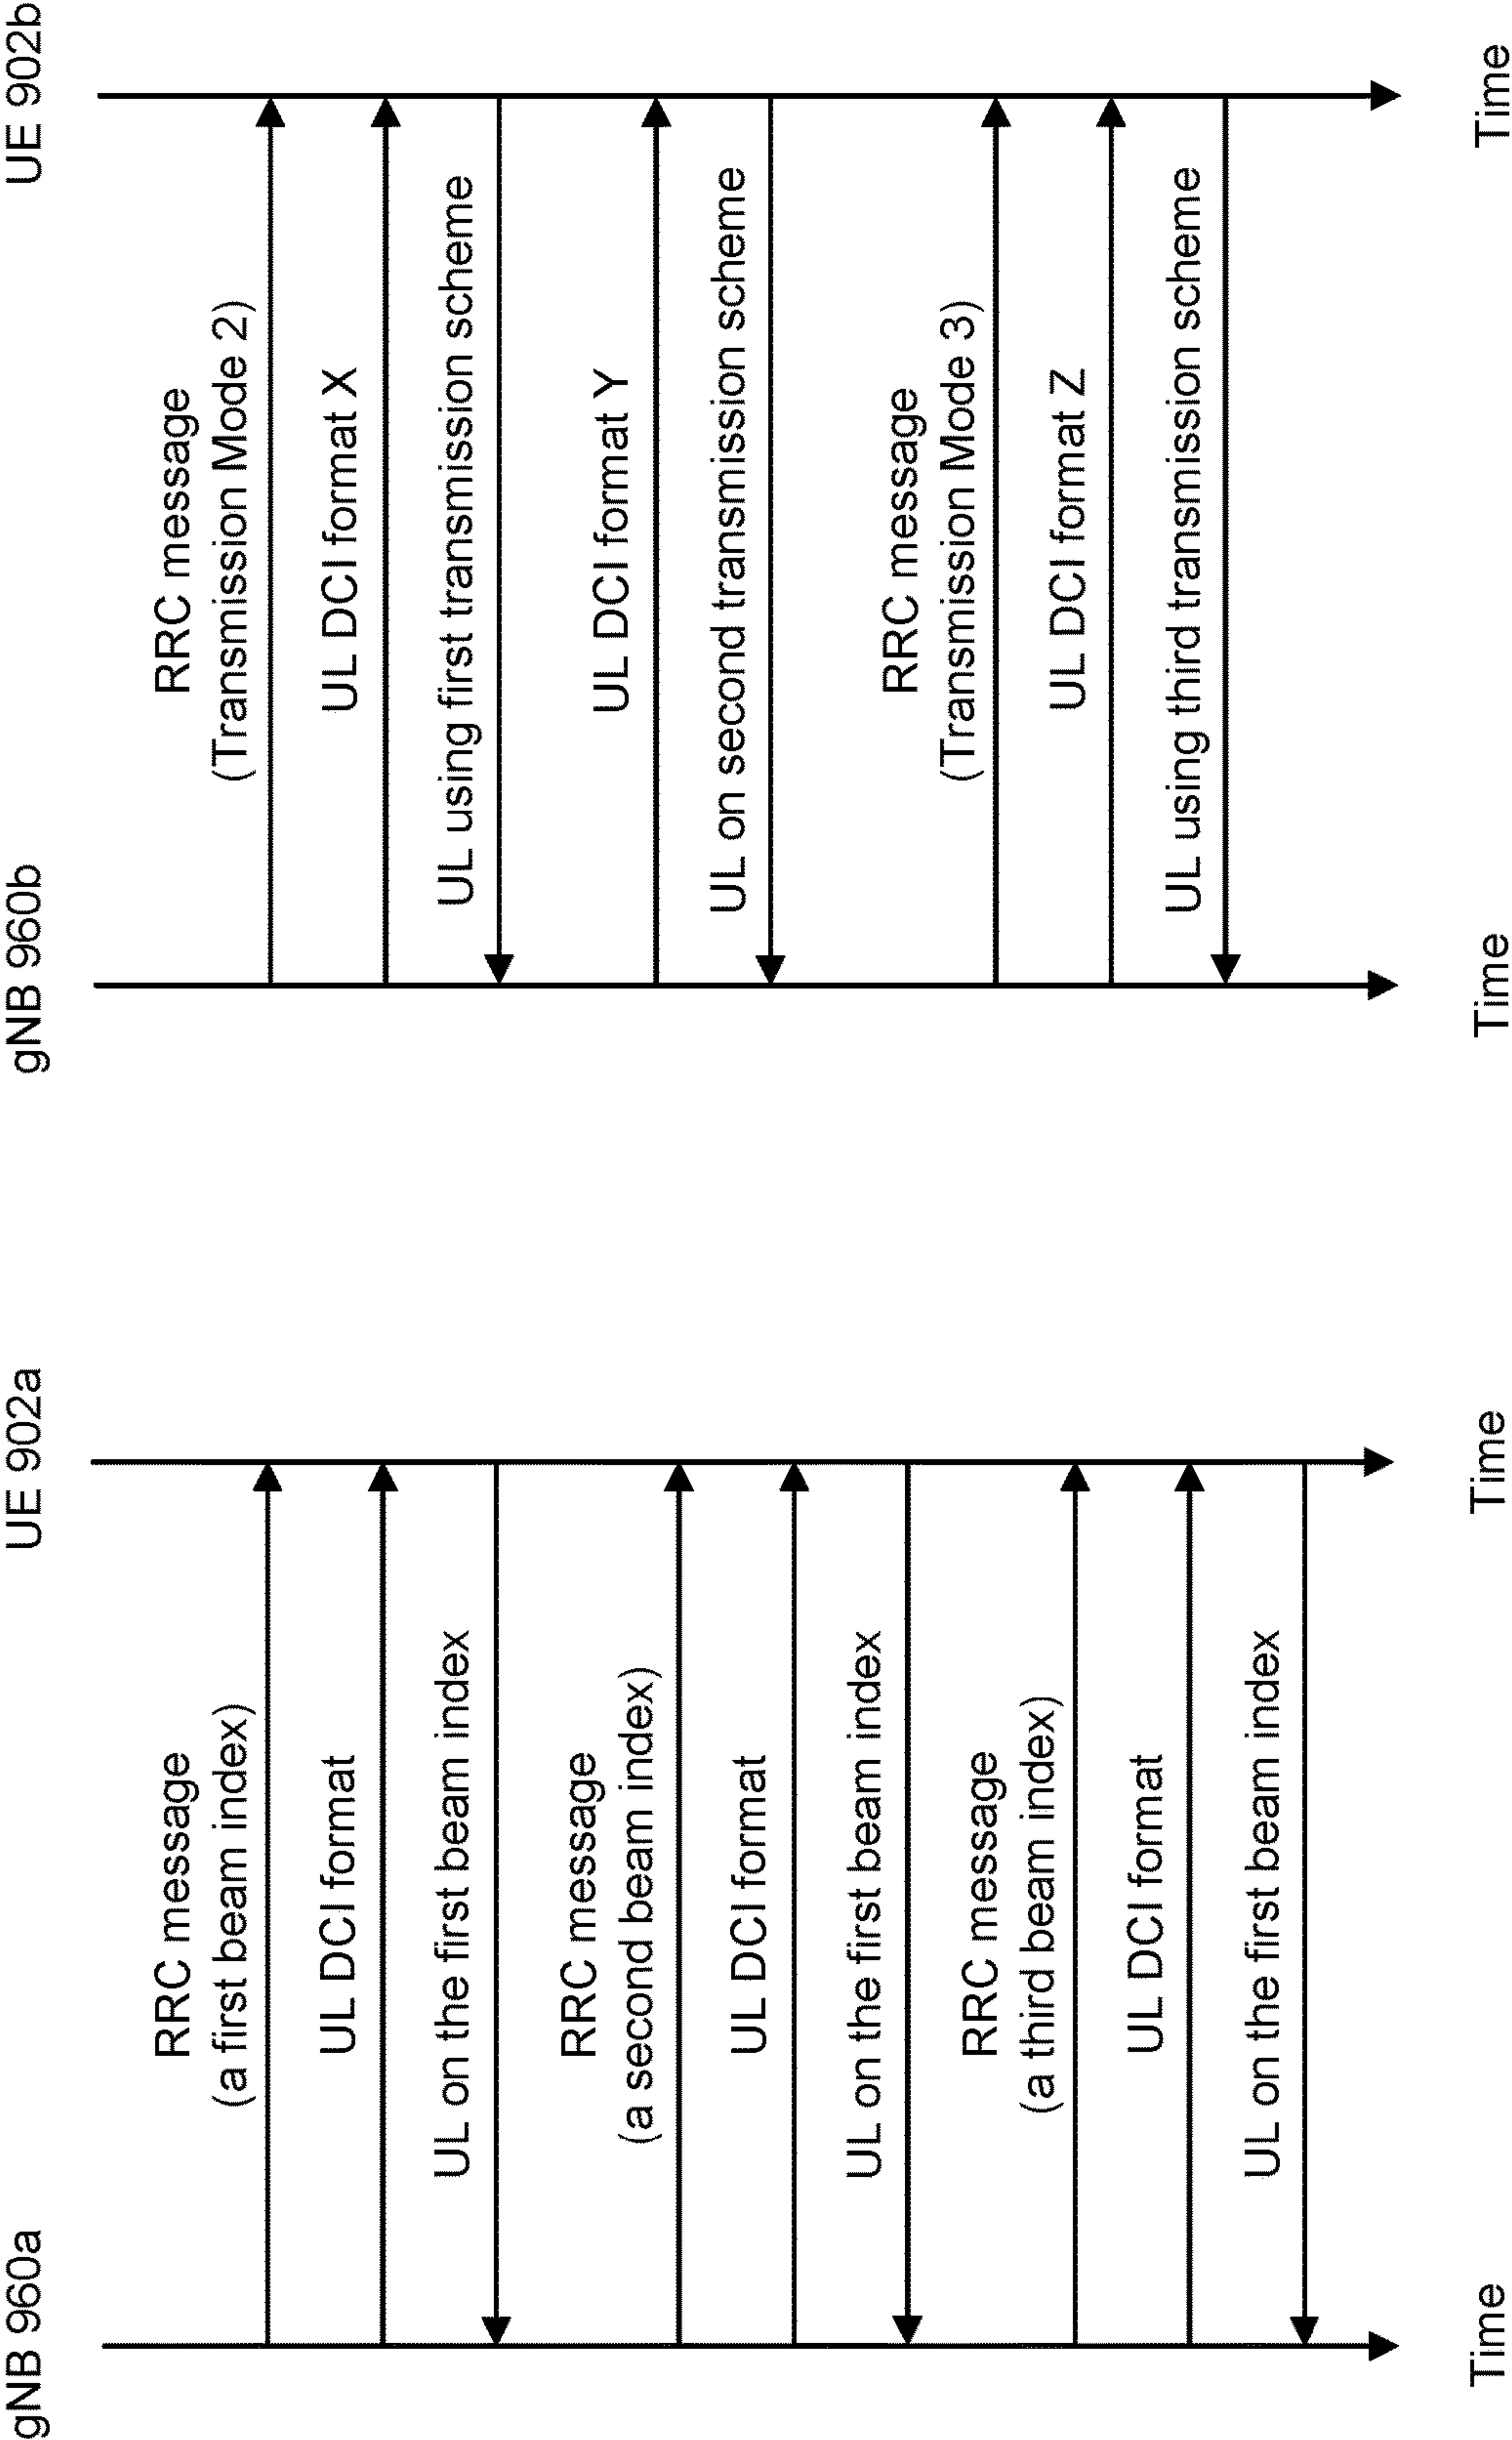 gNB 960a
UE 902a
RRC message
(a first beam index)
UL DCI format
UL on the first beam index
RRC message
(a second beam index)
UL DCI format
UL on the first beam index
RRC message
(a third beam index)
UL DCI format
UL on the first beam index
Time
Time
gNB 960b
UE 902b
RRC message
(Transmission Mode 2)
UL DCI format X
UL using first transmission scheme
UL DCI format Y
UL on second transmission scheme
RRC message
(Transmission Mode 3)
UL DCI format Z
UL using third transmission scheme
Time
Time